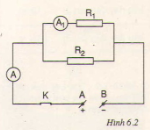 A₁ R₁
R₂
A
K A B
+ −
Hình 6.2